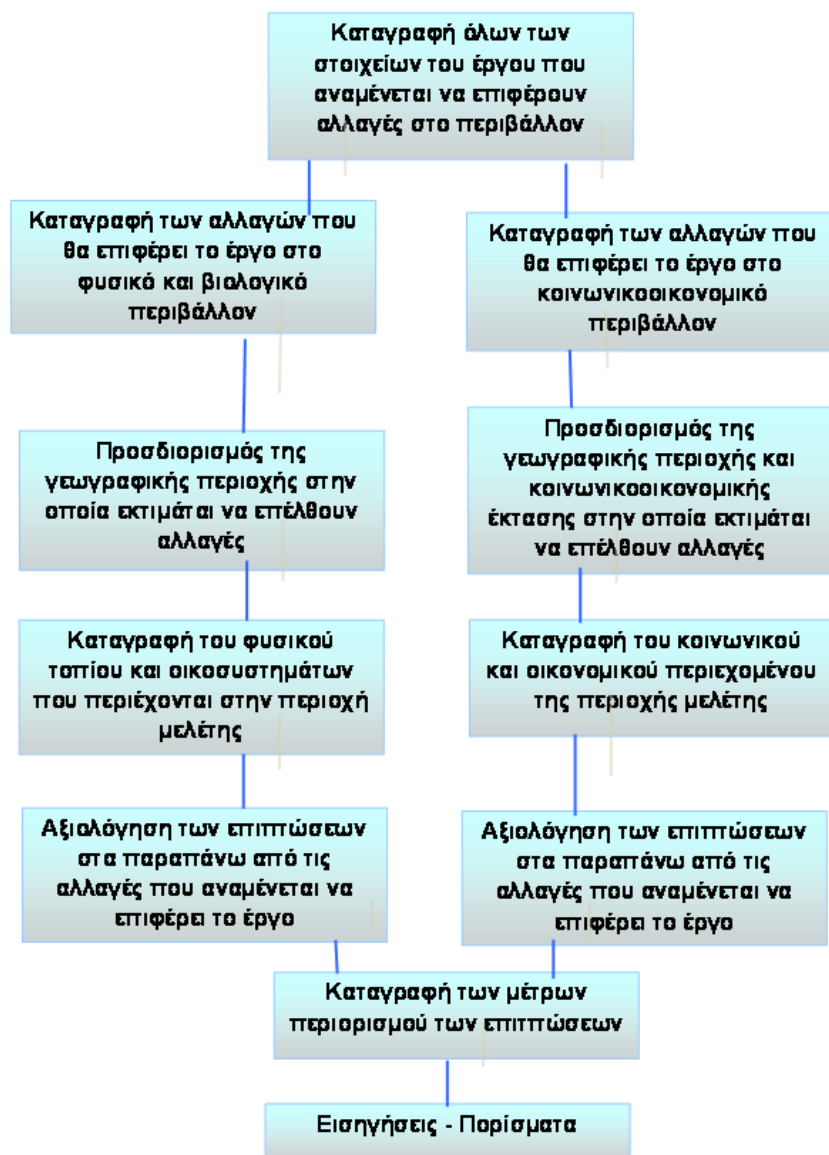 Καταγραφή όλων των
στοιχείων του έργου που
αναμένεται να επιφέρουν
αλλαγές στο περιβάλλον
Καταγραφή των αλλαγών που
θα επιφέρει το έργο στο
φυσικό και βιολογικό
περιβάλλον
Καταγραφή των αλλαγών που
θα επιφέρει το έργο στο
κοινωνικοοικονομικό
περιβάλλον
Προσδιορισμός της
γεωγραφικής περιοχής στην
οποία εκτιμάται να επέλθουν
αλλαγές
Προσδιορισμός της
γεωγραφικής περιοχής και
κοινωνικοοικονομικής
έκτασης στην οποία εκτιμάται
να επέλθουν αλλαγές
Καταγραφή του φυσικού
τοπίου και οικοσυστημάτων
που περιέχονται στην περιοχή
μελέτης
Καταγραφή του κοινωνικού
και οικονομικού περιεχομένου
της περιοχής μελέτης
Αξιολόγηση των επιπτώσεων
στα παραπάνω από τις
αλλαγές που αναμένεται να
επιφέρει το έργο
Αξιολόγηση των επιπτώσεων
στα παραπάνω από τις
αλλαγές που αναμένεται να
επιφέρει το έργο
Καταγραφή των μέτρων
περιορισμού των επιπτώσεων
Εισηγήσεις - Πορίσματα